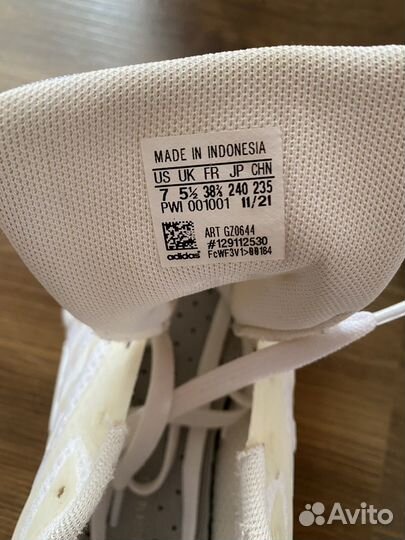 MADE IN INDONESIA
US UK FR JP CHN
7 5½ 38⅔ 240 235
PWI 001001 11/21
ART GZ0644
#129112530
adidas FcWF3V1>00184
Avito